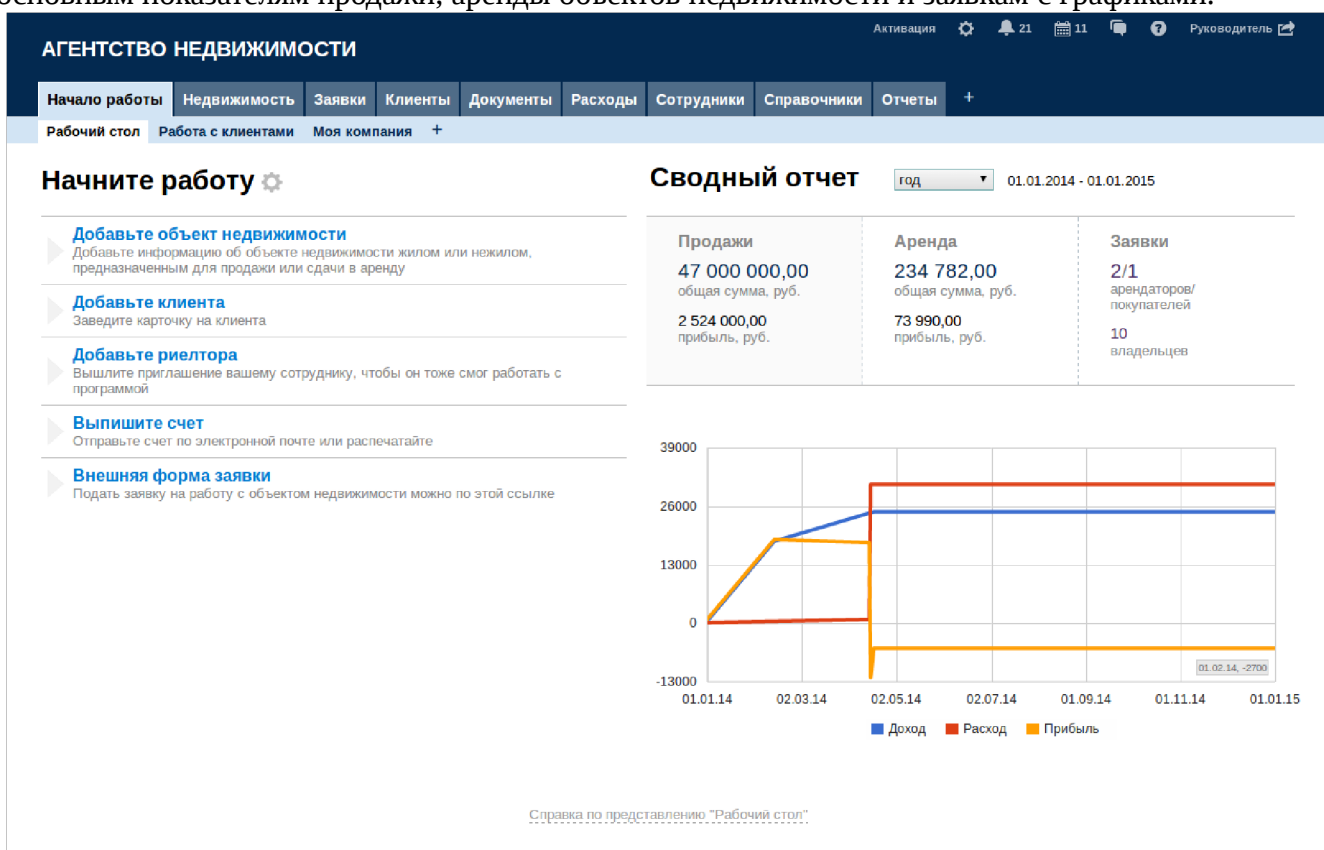 основным показателям продажи, аренды объектов недвижимости и заявкам с графиками.
Активация 21 11 ? Руководитель
АГЕНТСТВО НЕДВИЖИМОСТИ
Начало работы Недвижимость Заявки Клиенты Документы Расходы Сотрудники Справочники Отчеты +
Рабочий стол Работа с клиентами Моя компания +
Начните работу
Сводный отчет год 01.01.2014 - 01.01.2015
Добавьте объект недвижимости
Добавьте информацию об объекте недвижимости жилом или нежилом,
предназначенным для продажи или сдачи в аренду
Добавьте клиента
Заведите карточку на клиента
Добавьте риелтора
Вышлите приглашение вашему сотруднику, чтобы он тоже смог работать с
программой
Выпишите счет
Отправьте счет по электронной почте или распечатайте
Внешняя форма заявки
Подать заявку на работу с объектом недвижимости можно по этой ссылке
Продажи
47 000 000,00
общая сумма, руб.
2 524 000,00
прибыль, руб.
Аренда
234 782,00
общая сумма, руб.
73 990,00
прибыль, руб.
Заявки
2/1
арендаторов/
покупателей
10
владельцев
39000
26000
13000
0
-13000
01.02.14, -2700
01.01.14 02.03.14 02.05.14 02.07.14 01.09.14 01.11.14 01.01.15
Доход Расход Прибыль
Справка по представлению "Рабочий стол"